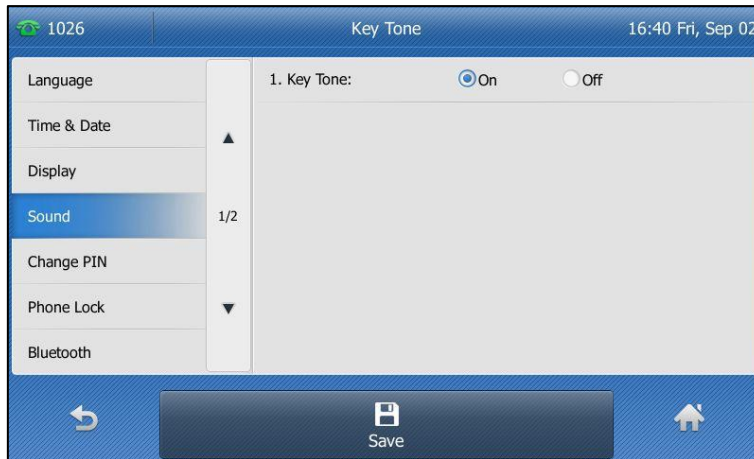 1026 Key Tone 16:40 Fri, Sep 02
Language
1. Key Tone: On Off
Time & Date
Display
Sound
1/2
Change PIN
Phone Lock
Bluetooth
Save